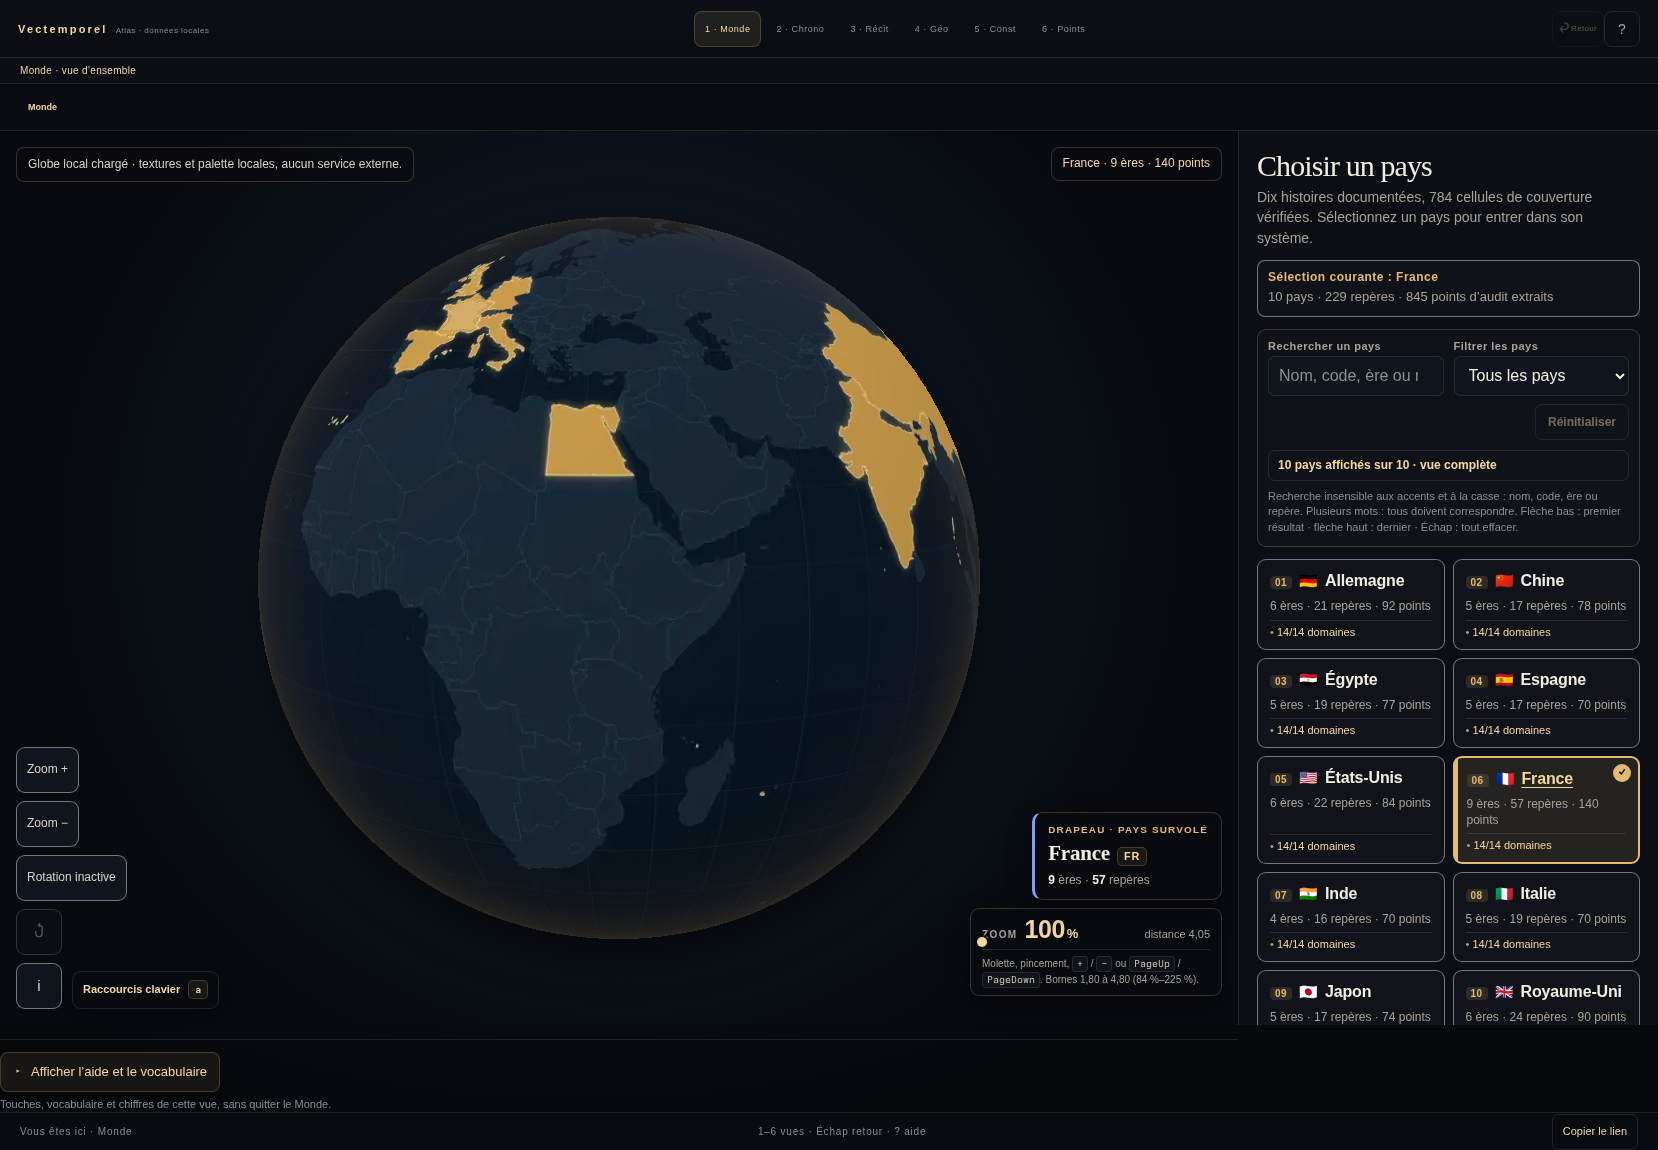 Vectemporel Atlas · données locales
1 · Monde
2 · Chrono
3 · Récit
4 · Géo
5 · Const
6 · Points
Retour
?
Monde · vue d'ensemble
Monde
Globe local chargé · textures et palette locales, aucun service externe.
France · 9 ères · 140 points
Zoom +
Zoom −
Rotation inactive
i
Raccourcis clavier a
DRAPEAU · PAYS SURVOLÉ
France FR
9 ères · 57 repères
ZOOM 100 % distance 4,05
Molette, pincement, + / − ou PageUp /
PageDown. Bornes 1,80 à 4,80 (84 %–225 %).
Choisir un pays
Dix histoires documentées, 784 cellules de couverture
vérifiées. Sélectionnez un pays pour entrer dans son
système.
Sélection courante : France
10 pays · 229 repères · 845 points d'audit extraits
Rechercher un pays
Filtrer les pays
Nom, code, ère ou r
Tous les pays
Réinitialiser
10 pays affichés sur 10 · vue complète
Recherche insensible aux accents et à la casse : nom, code, ère ou
repère. Plusieurs mots : tous doivent correspondre. Flèche bas : premier
résultat · flèche haut : dernier · Échap : tout effacer.
01 Allemagne
6 ères · 21 repères · 92 points
• 14/14 domaines
02 Chine
5 ères · 17 repères · 78 points
• 14/14 domaines
03 Égypte
5 ères · 19 repères · 77 points
• 14/14 domaines
04 Espagne
5 ères · 17 repères · 70 points
• 14/14 domaines
05 États-Unis
6 ères · 22 repères · 84 points
• 14/14 domaines
06 France
9 ères · 57 repères · 140
points
• 14/14 domaines
07 Inde
4 ères · 16 repères · 70 points
• 14/14 domaines
08 Italie
5 ères · 19 repères · 70 points
• 14/14 domaines
09 Japon
5 ères · 17 repères · 74 points
10 Royaume-Uni
6 ères · 24 repères · 90 points
Afficher l'aide et le vocabulaire
Touches, vocabulaire et chiffres de cette vue, sans quitter le Monde.
Vous êtes ici · Monde
1–6 vues · Échap retour · ? aide
Copier le lien